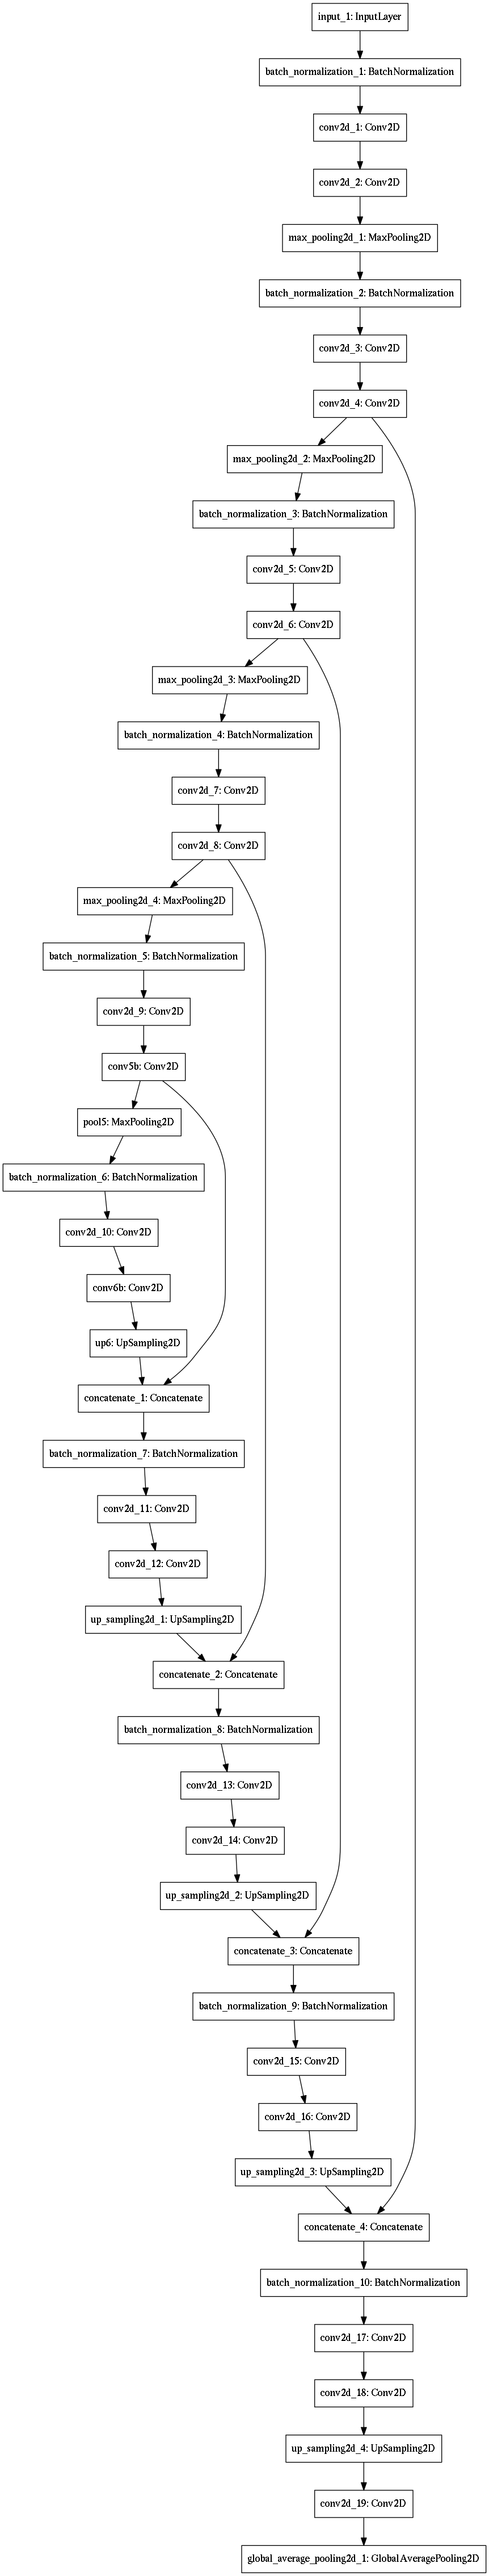 input_1: InputLayer
batch_normalization_1: BatchNormalization
conv2d_1: Conv2D
conv2d_2: Conv2D
max_pooling2d_1: MaxPooling2D
batch_normalization_2: BatchNormalization
conv2d_3: Conv2D
conv2d_4: Conv2D
max_pooling2d_2: MaxPooling2D
batch_normalization_3: BatchNormalization
conv2d_5: Conv2D
conv2d_6: Conv2D
max_pooling2d_3: MaxPooling2D
batch_normalization_4: BatchNormalization
conv2d_7: Conv2D
conv2d_8: Conv2D
max_pooling2d_4: MaxPooling2D
batch_normalization_5: BatchNormalization
conv2d_9: Conv2D
conv5b: Conv2D
pool5: MaxPooling2D
batch_normalization_6: BatchNormalization
conv2d_10: Conv2D
conv6b: Conv2D
up6: UpSampling2D
concatenate_1: Concatenate
batch_normalization_7: BatchNormalization
conv2d_11: Conv2D
conv2d_12: Conv2D
up_sampling2d_1: UpSampling2D
concatenate_2: Concatenate
batch_normalization_8: BatchNormalization
conv2d_13: Conv2D
conv2d_14: Conv2D
up_sampling2d_2: UpSampling2D
concatenate_3: Concatenate
batch_normalization_9: BatchNormalization
conv2d_15: Conv2D
conv2d_16: Conv2D
up_sampling2d_3: UpSampling2D
concatenate_4: Concatenate
batch_normalization_10: BatchNormalization
conv2d_17: Conv2D
conv2d_18: Conv2D
up_sampling2d_4: UpSampling2D
conv2d_19: Conv2D
global_average_pooling2d_1: GlobalAveragePooling2D